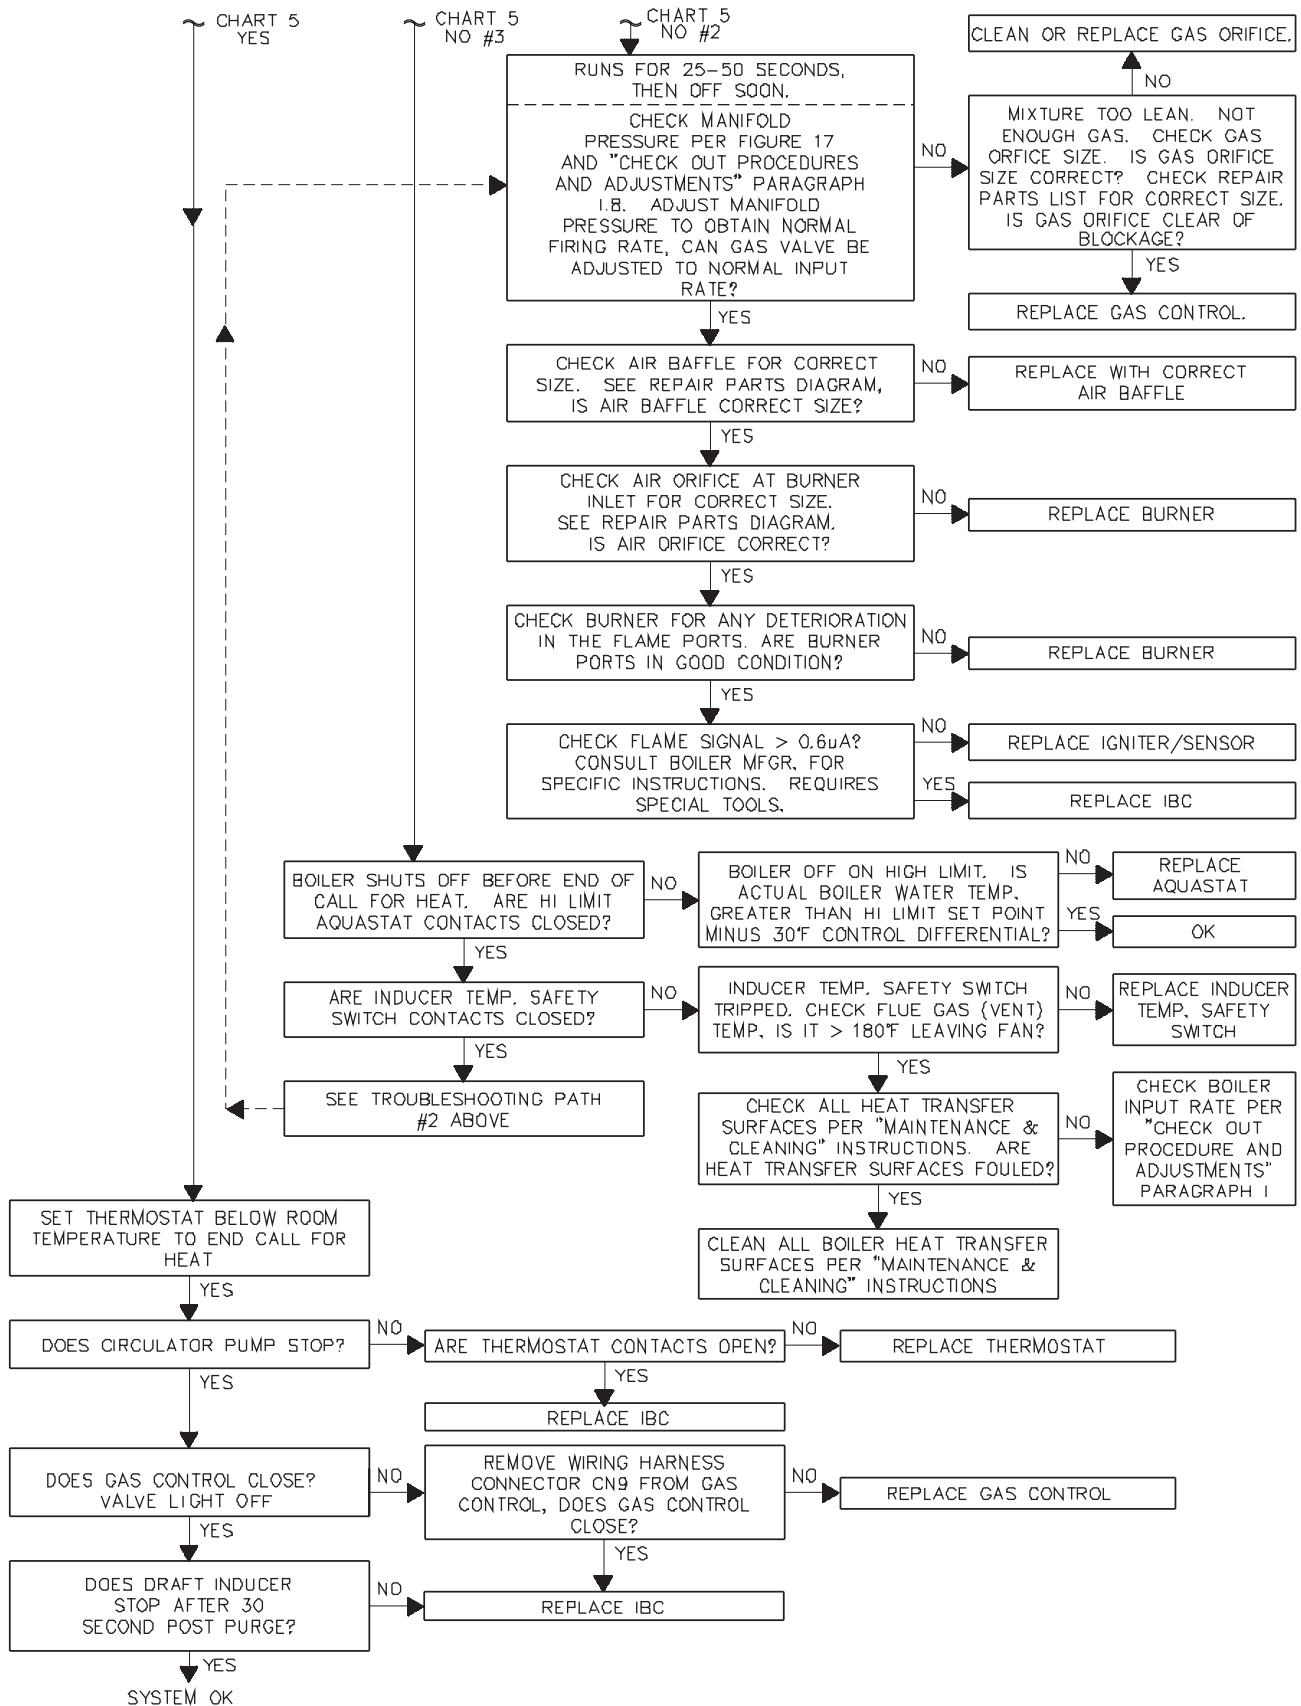 CHART 5
YES
CHART 5
NO #3
CHART 5
NO #2
RUNS FOR 25-50 SECONDS,
THEN OFF SOON.
CHECK MANIFOLD
PRESSURE PER FIGURE 17
AND "CHECK OUT PROCEDURES
AND ADJUSTMENTS" PARAGRAPH
I.B. ADJUST MANIFOLD
PRESSURE TO OBTAIN NORMAL
FIRING RATE, CAN GAS VALVE BE
ADJUSTED TO NORMAL INPUT
RATE?
NO
MIXTURE TOO LEAN. NOT
ENOUGH GAS. CHECK GAS
ORFICE SIZE. IS GAS ORIFICE
SIZE CORRECT? CHECK REPAIR
PARTS LIST FOR CORRECT SIZE.
IS GAS ORIFICE CLEAR OF
BLOCKAGE?
NO
CLEAN OR REPLACE GAS ORIFICE.
YES
REPLACE GAS CONTROL.
YES
CHECK AIR BAFFLE FOR CORRECT
SIZE. SEE REPAIR PARTS DIAGRAM,
IS AIR BAFFLE CORRECT SIZE?
NO
REPLACE WITH CORRECT
AIR BAFFLE
YES
CHECK AIR ORIFICE AT BURNER
INLET FOR CORRECT SIZE.
SEE REPAIR PARTS DIAGRAM.
IS AIR ORIFICE CORRECT?
NO
REPLACE BURNER
YES
CHECK BURNER FOR ANY DETERIORATION
IN THE FLAME PORTS. ARE BURNER
PORTS IN GOOD CONDITION?
NO
REPLACE BURNER
YES
CHECK FLAME SIGNAL > 0.6uA?
CONSULT BOILER MFGR. FOR
SPECIFIC INSTRUCTIONS. REQUIRES
SPECIAL TOOLS.
NO
REPLACE IGNITER/SENSOR
YES
REPLACE IBC
BOILER SHUTS OFF BEFORE END OF
CALL FOR HEAT. ARE HI LIMIT
AQUASTAT CONTACTS CLOSED?
NO
BOILER OFF ON HIGH LIMIT. IS
ACTUAL BOILER WATER TEMP.
GREATER THAN HI LIMIT SET POINT
MINUS 30°F CONTROL DIFFERENTIAL?
NO
REPLACE
AQUASTAT
YES
OK
YES
ARE INDUCER TEMP. SAFETY
SWITCH CONTACTS CLOSED?
NO
INDUCER TEMP. SAFETY SWITCH
TRIPPED. CHECK FLUE GAS (VENT)
TEMP. IS IT > 180°F LEAVING FAN?
NO
REPLACE INDUCER
TEMP. SAFETY
SWITCH
YES
SEE TROUBLESHOOTING PATH
#2 ABOVE
YES
CHECK ALL HEAT TRANSFER
SURFACES PER "MAINTENANCE &
CLEANING" INSTRUCTIONS. ARE
HEAT TRANSFER SURFACES FOULED?
NO
CHECK BOILER
INPUT RATE PER
"CHECK OUT
PROCEDURE AND
ADJUSTMENTS"
PARAGRAPH I
YES
CLEAN ALL BOILER HEAT TRANSFER
SURFACES PER "MAINTENANCE &
CLEANING" INSTRUCTIONS
SET THERMOSTAT BELOW ROOM
TEMPERATURE TO END CALL FOR
HEAT
YES
DOES CIRCULATOR PUMP STOP?
NO
ARE THERMOSTAT CONTACTS OPEN?
NO
REPLACE THERMOSTAT
YES
REPLACE IBC
YES
DOES GAS CONTROL CLOSE?
VALVE LIGHT OFF
NO
REMOVE WIRING HARNESS
CONNECTOR CN9 FROM GAS
CONTROL, DOES GAS CONTROL
CLOSE?
NO
REPLACE GAS CONTROL
YES
REPLACE IBC
YES
DOES DRAFT INDUCER
STOP AFTER 30
SECOND POST PURGE?
NO
YES
SYSTEM OK